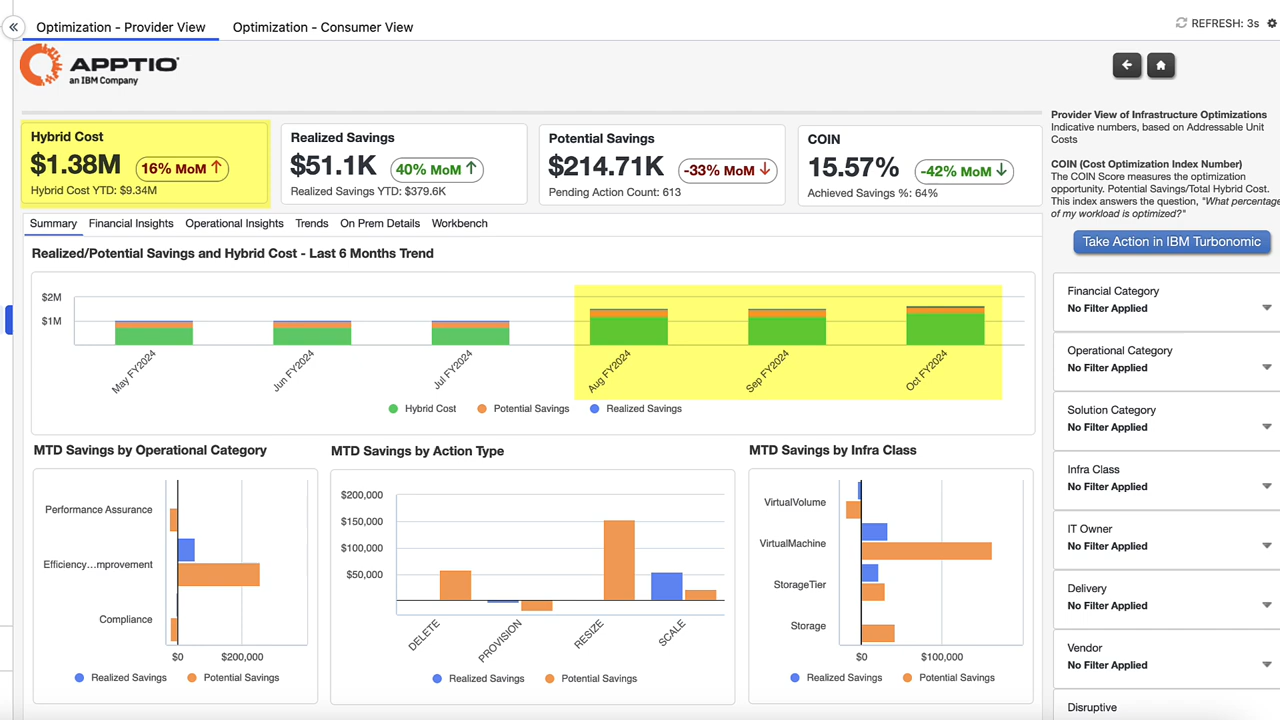 Optimization - Provider View
Optimization - Consumer View
REFRESH: 3s
APPTIO
an IBM Company
Hybrid Cost
$1.38M
16% MoM ↑
Hybrid Cost YTD: $9.34M
Realized Savings
$51.1K
40% MoM ↑
Realized Savings YTD: $379.6K
Potential Savings
$214.71K
-33% MoM ↓
Pending Action Count: 613
COIN
15.57%
-42% MoM ↓
Achieved Savings %: 64%
Provider View of Infrastructure Optimizations
Indicative numbers, based on Addressable Unit
Costs
COIN (Cost Optimization Index Number)
The COIN Score measures the optimization
opportunity. Potential Savings/Total Hybrid Cost.
This index answers the question, "What percentage
of my workload is optimized?"
Take Action in IBM Turbonomic
Summary
Financial Insights
Operational Insights
Trends
On Prem Details
Workbench
Realized/Potential Savings and Hybrid Cost - Last 6 Months Trend
$2M
$1M
May FY2024
Jun FY2024
Jul FY2024
Aug FY2024
Sep FY2024
Oct FY2024
Hybrid Cost
Potential Savings
Realized Savings
MTD Savings by Operational Category
Performance Assurance
Efficiency...mprovement
Compliance
$0
$200,000
Realized Savings
Potential Savings
MTD Savings by Action Type
$200,000
$150,000
$100,000
$50,000
DELETE
PROVISION
RESIZE
SCALE
Realized Savings
Potential Savings
MTD Savings by Infra Class
VirtualVolume
VirtualMachine
StorageTier
Storage
$0
$100,000
Realized Savings
Potential Savings
Financial Category
No Filter Applied
Operational Category
No Filter Applied
Solution Category
No Filter Applied
Infra Class
No Filter Applied
IT Owner
No Filter Applied
Delivery
No Filter Applied
Vendor
No Filter Applied
Disruptive